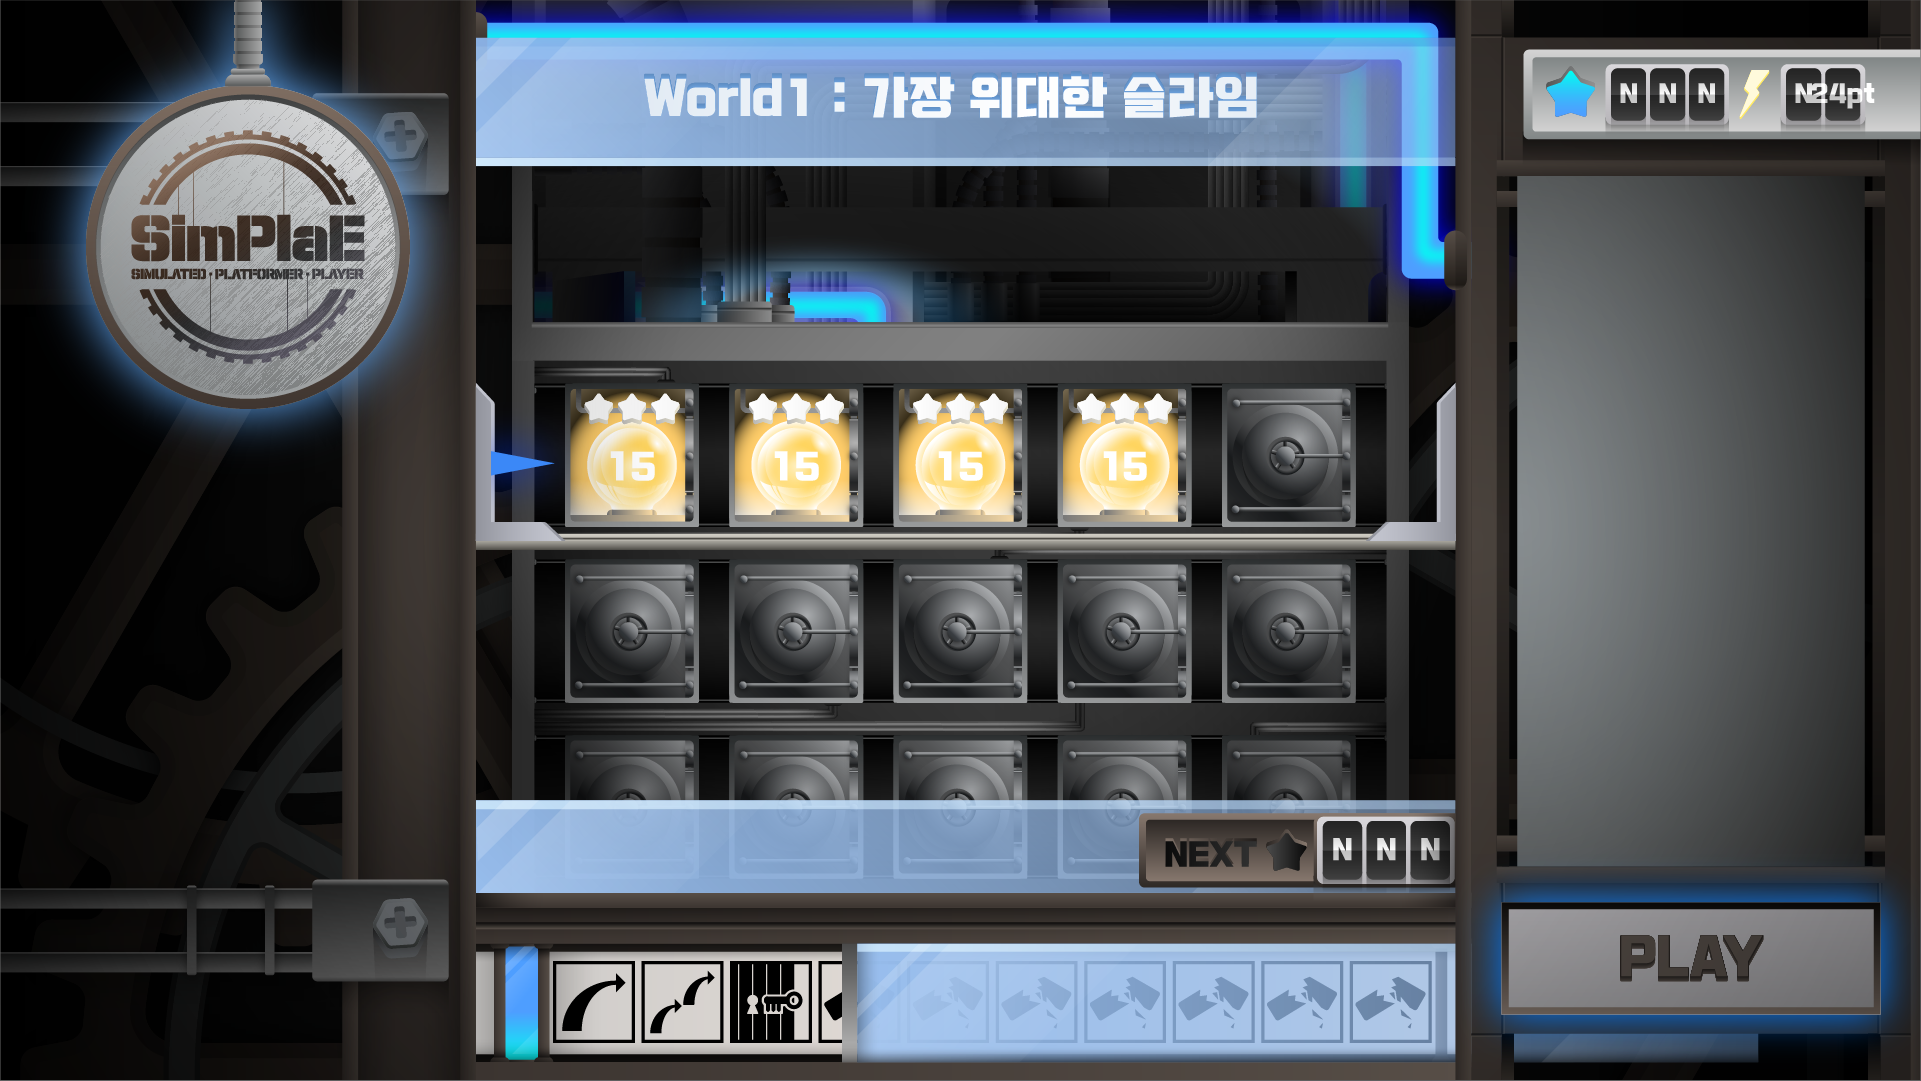 World1 : 가장 위대한 슬라임
N N N N 24pt
SimPlaE
SIMULATED · PLATFORMER · PLAYER
15 15 15 15
NEXT N N N
PLAY